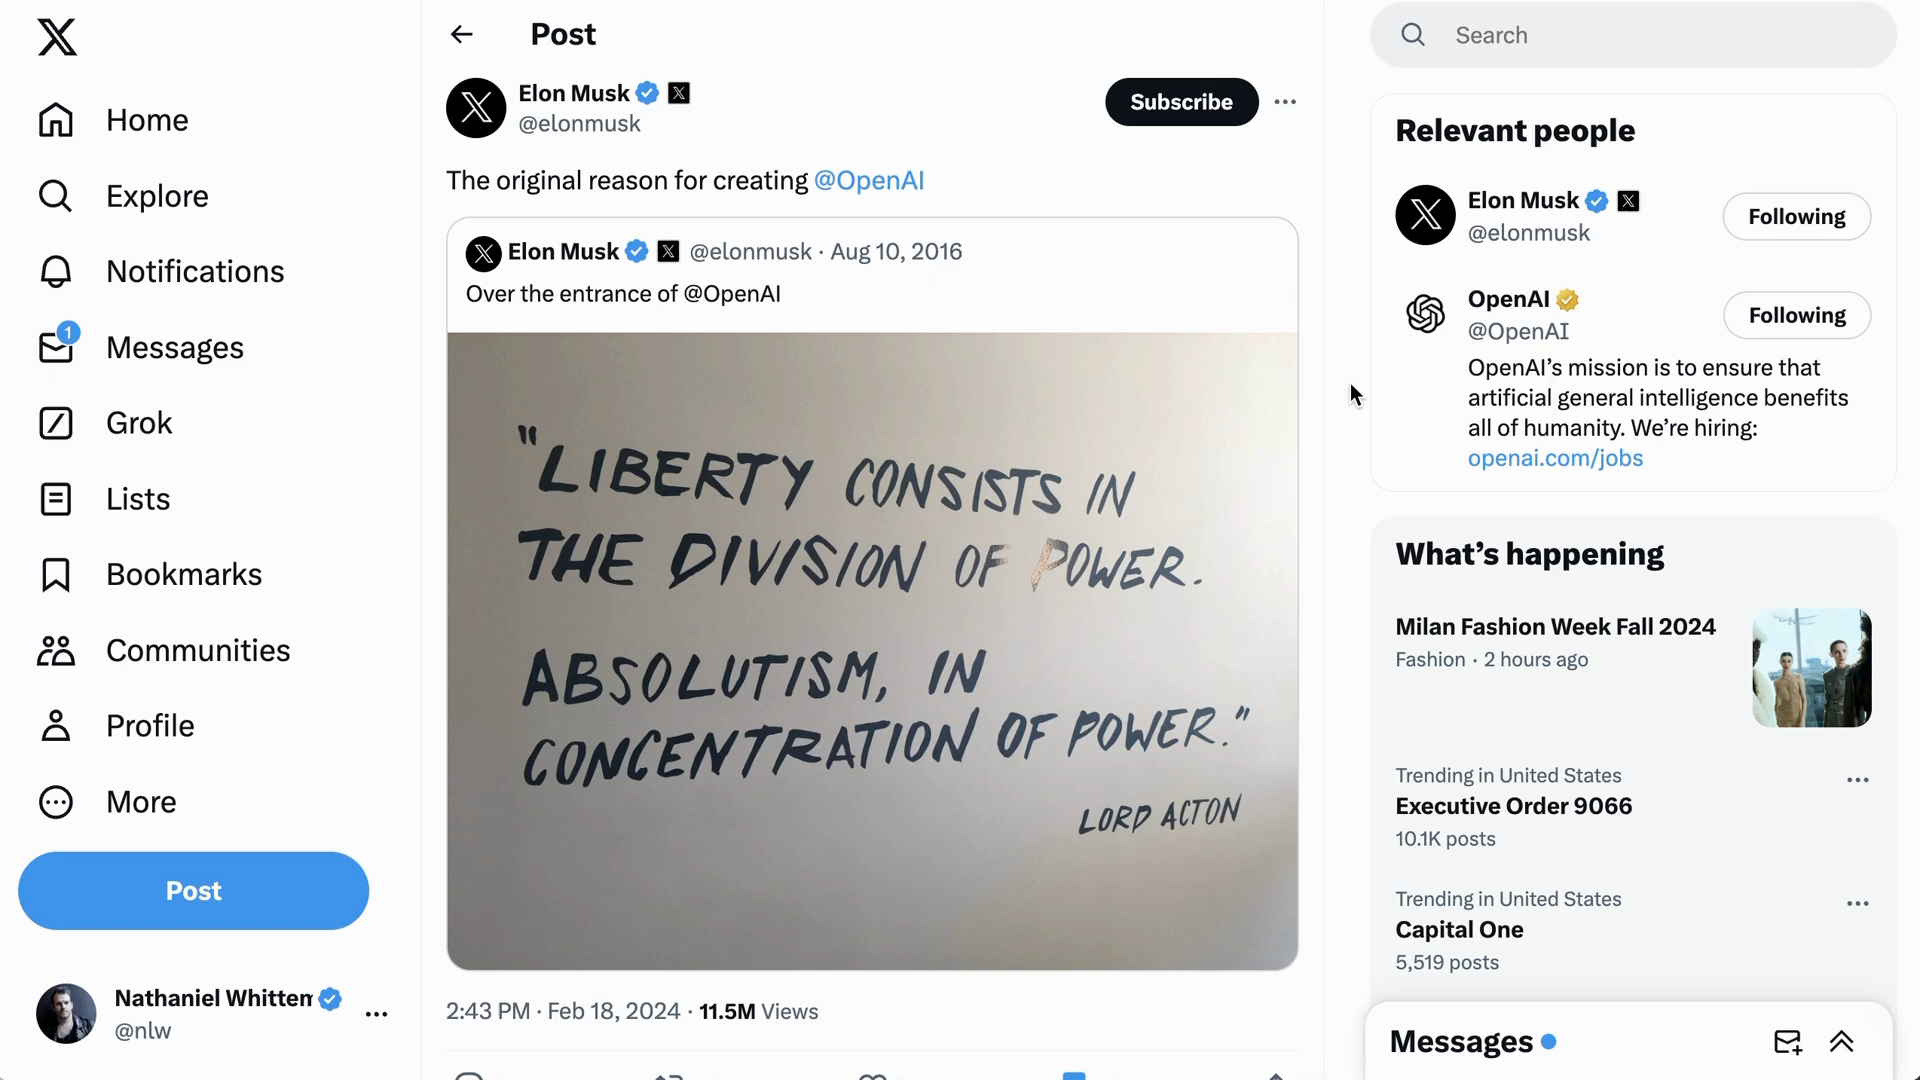 Home
Explore
Notifications
1
Messages
Grok
Lists
Bookmarks
Communities
Profile
More
Post
Nathaniel Whittem
@nlw
Post
Elon Musk
@elonmusk
Subscribe
The original reason for creating @OpenAI
Elon Musk @elonmusk · Aug 10, 2016
Over the entrance of @OpenAI
"LIBERTY CONSISTS IN
THE DIVISION OF POWER.
ABSOLUTISM, IN
CONCENTRATION OF POWER."
LORD ACTON
2:43 PM · Feb 18, 2024 · 11.5M Views
Search
Relevant people
Elon Musk
@elonmusk
Following
OpenAI
@OpenAI
Following
OpenAI’s mission is to ensure that
artificial general intelligence benefits
all of humanity. We’re hiring:
openai.com/jobs
What’s happening
Milan Fashion Week Fall 2024
Fashion · 2 hours ago
Trending in United States
Executive Order 9066
10.1K posts
Trending in United States
Capital One
5,519 posts
Messages